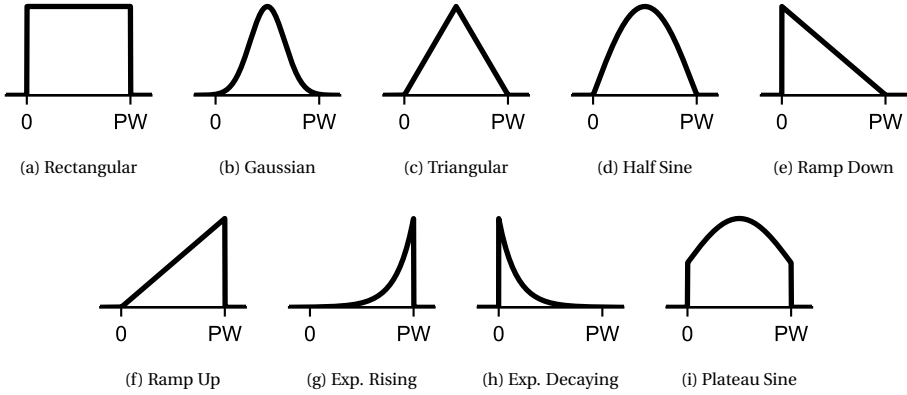 0 PW 0 PW 0 PW 0 PW 0 PW
(a) Rectangular (b) Gaussian (c) Triangular (d) Half Sine (e) Ramp Down
0 PW 0 PW 0 PW 0 PW
(f) Ramp Up (g) Exp. Rising (h) Exp. Decaying (i) Plateau Sine